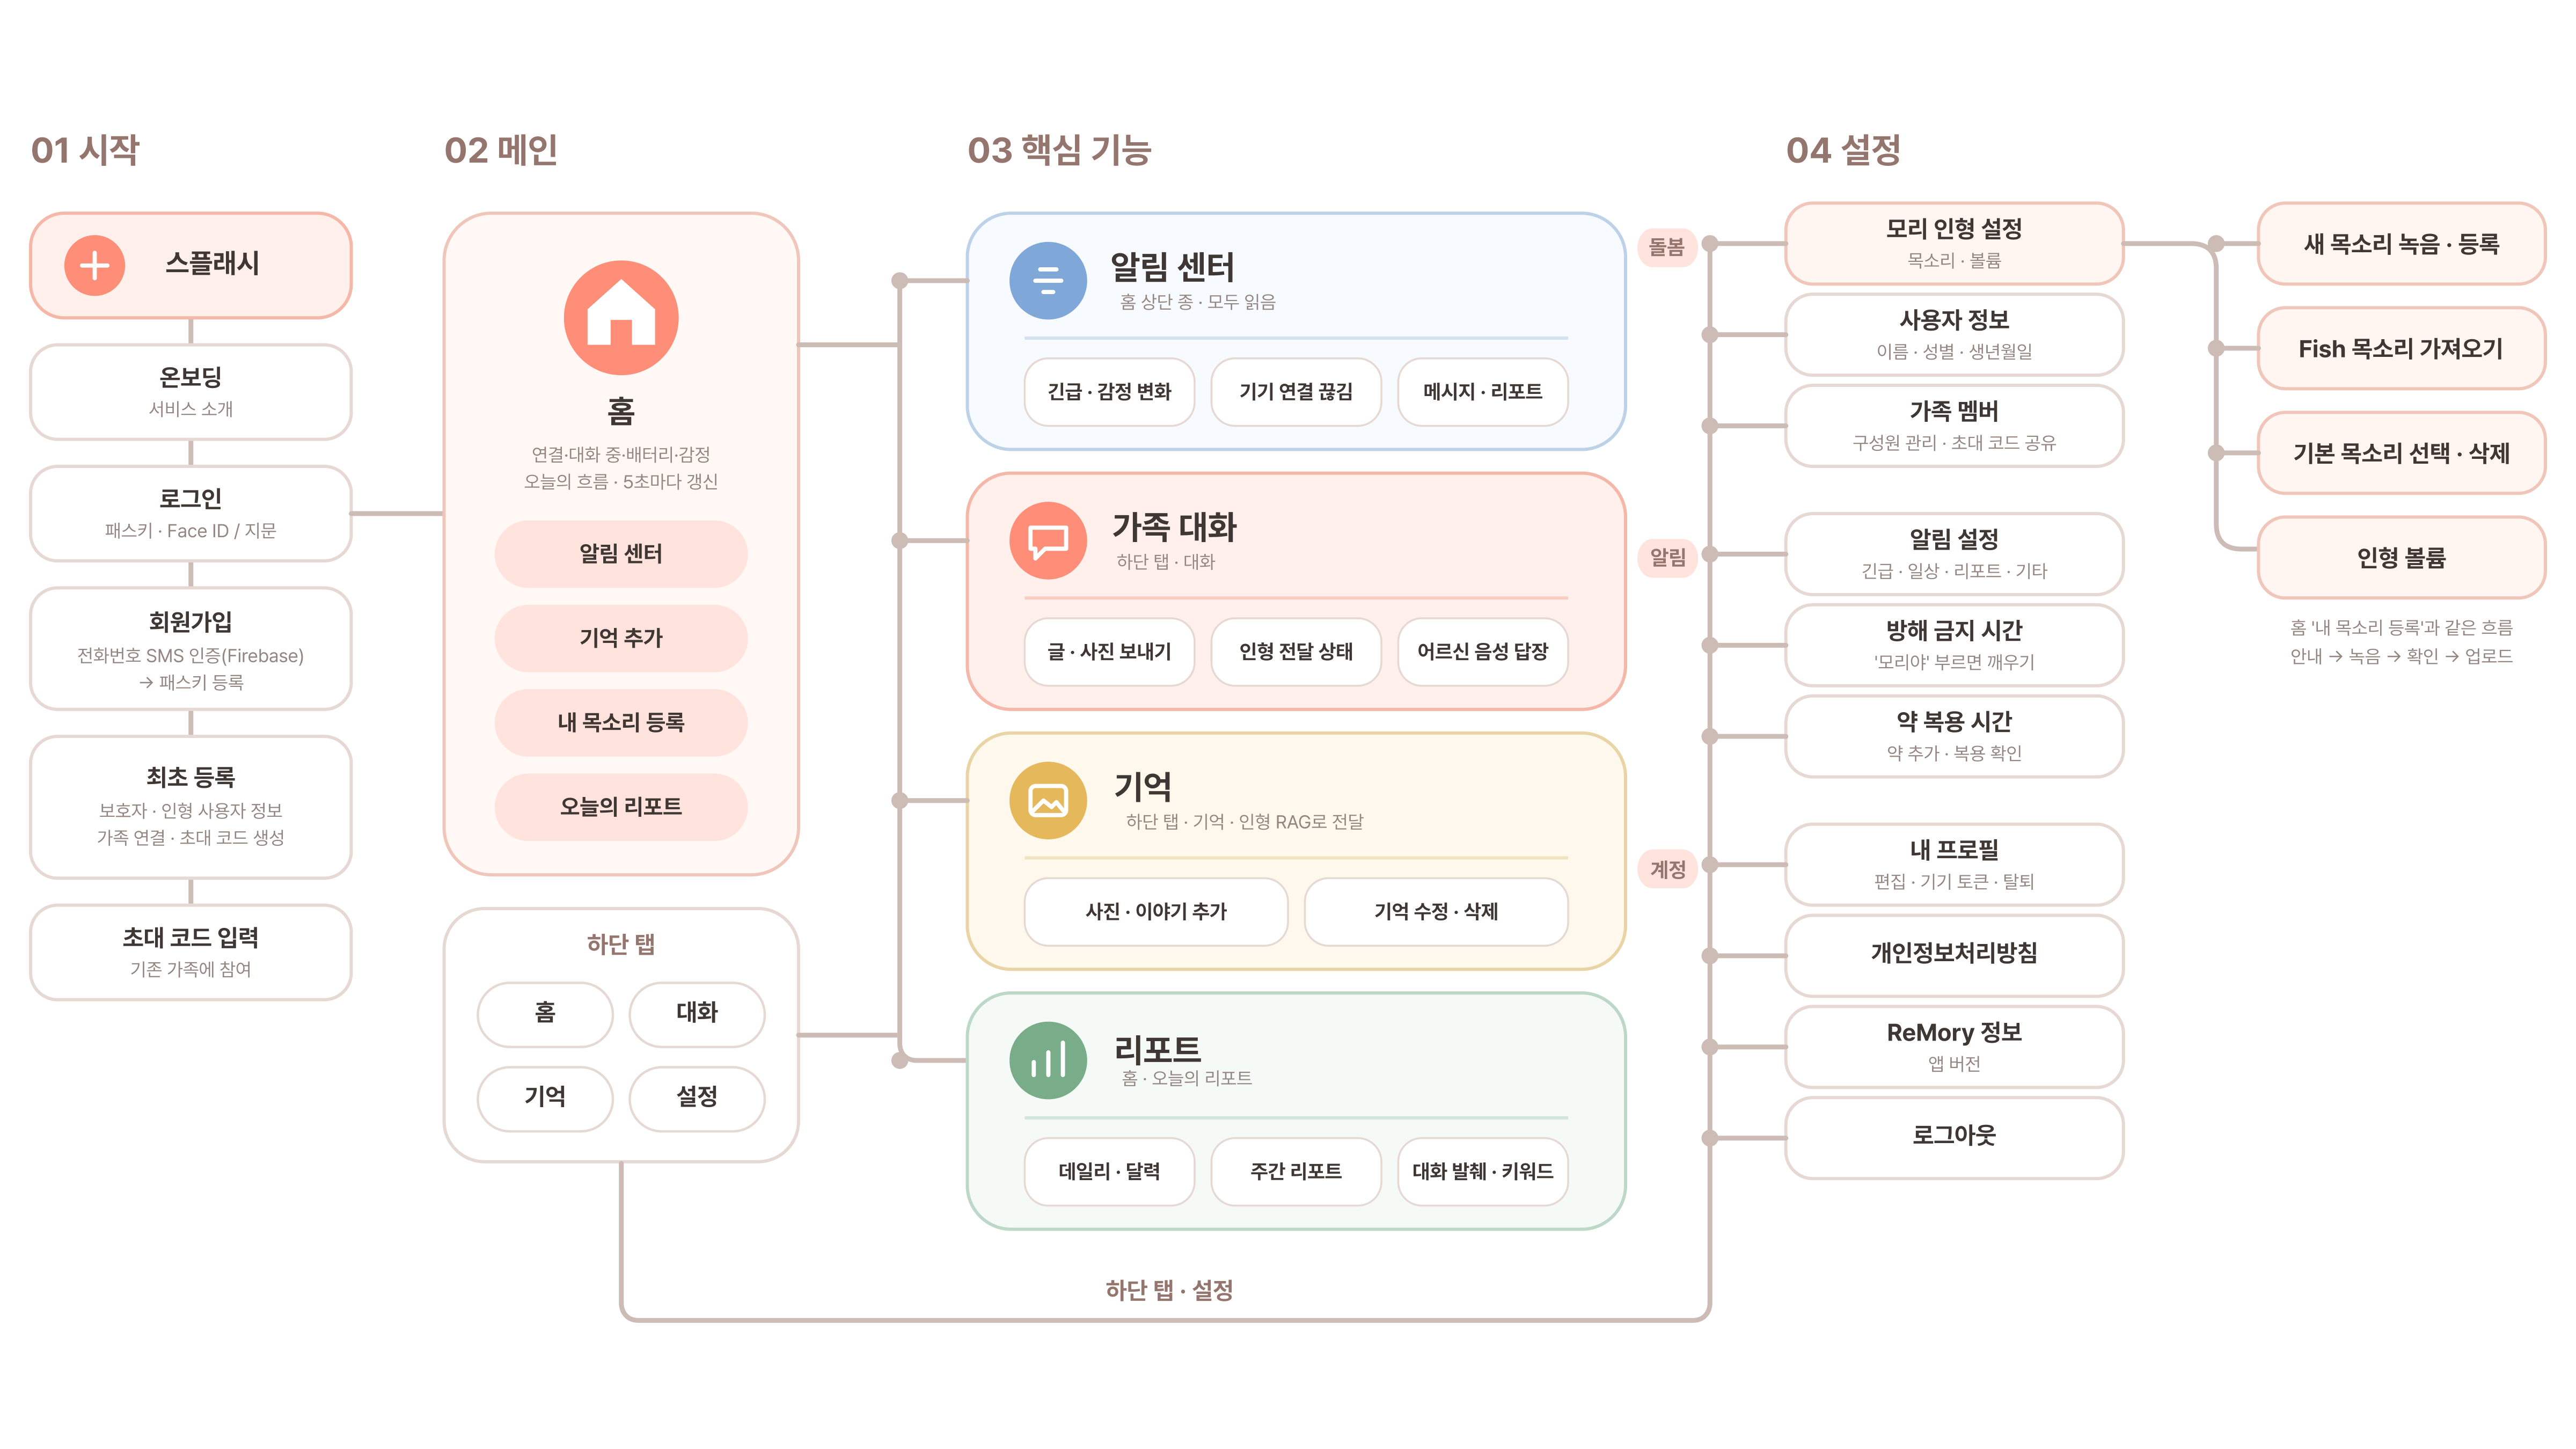 01 시작
스플래시
온보딩
서비스 소개
로그인
패스키 · Face ID / 지문
회원가입
전화번호 SMS 인증(Firebase)
→ 패스키 등록
최초 등록
보호자 · 인형 사용자 정보
가족 연결 · 초대 코드 생성
초대 코드 입력
기존 가족에 참여
02 메인
홈
연결·대화 중·배터리·감정
오늘의 흐름 · 5초마다 갱신
알림 센터
기억 추가
내 목소리 등록
오늘의 리포트
하단 탭
홈
대화
기억
설정
03 핵심 기능
알림 센터
홈 상단 종 · 모두 읽음
긴급 · 감정 변화
기기 연결 끊김
메시지 · 리포트
가족 대화
하단 탭 · 대화
글 · 사진 보내기
인형 전달 상태
어르신 음성 답장
기억
하단 탭 · 기억 · 인형 RAG로 전달
사진 · 이야기 추가
기억 수정 · 삭제
리포트
홈 · 오늘의 리포트
데일리 · 달력
주간 리포트
대화 발췌 · 키워드
하단 탭 · 설정
04 설정
돌봄
모리 인형 설정
목소리 · 볼륨
사용자 정보
이름 · 성별 · 생년월일
가족 멤버
구성원 관리 · 초대 코드 공유
알림
알림 설정
긴급 · 일상 · 리포트 · 기타
방해 금지 시간
'모리야' 부르면 깨우기
약 복용 시간
약 추가 · 복용 확인
계정
내 프로필
편집 · 기기 토큰 · 탈퇴
개인정보처리방침
ReMory 정보
앱 버전
로그아웃
새 목소리 녹음 · 등록
Fish 목소리 가져오기
기본 목소리 선택 · 삭제
인형 볼륨
홈 '내 목소리 등록'과 같은 흐름
안내 → 녹음 → 확인 → 업로드